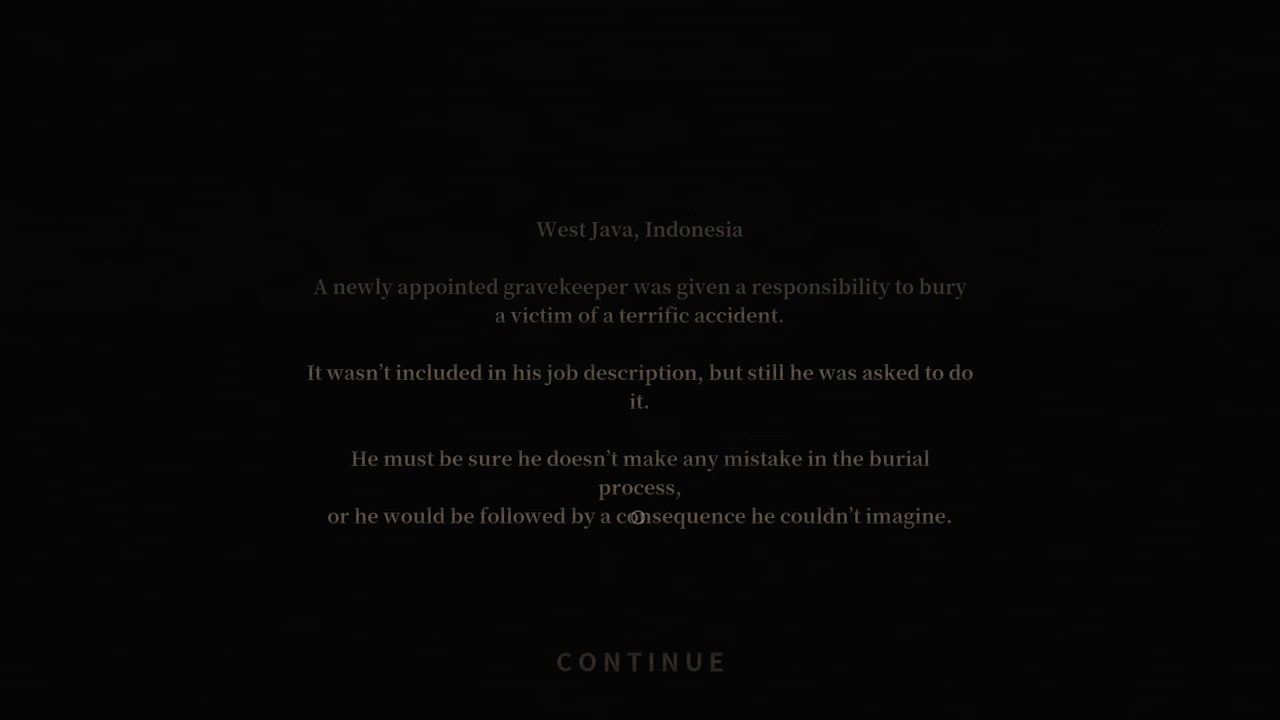 West Java, Indonesia
A newly appointed gravekeeper was given a responsibility to bury
a victim of a terrific accident.
It wasn't included in his job description, but still he was asked to do
it.
He must be sure he doesn't make any mistake in the burial
process,
or he would be followed by a consequence he couldn't imagine.
CONTINUE